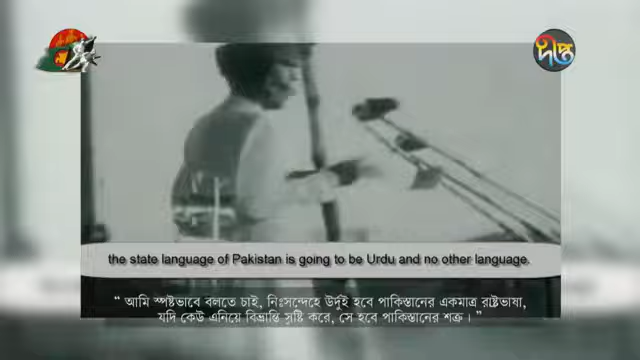 দীপ্ত
the state language of Pakistan is going to be Urdu and no other language.
“ আমি স্পষ্টভাবে বলতে চাই, নিঃসন্দেহে উর্দুই হবে পাকিস্তানের একমাত্র রাষ্ট্রভাষা,
যদি কেউ এনিয়ে বিভ্রান্তি সৃষ্টি করে, সে হবে পাকিস্তানের শত্রু। ”